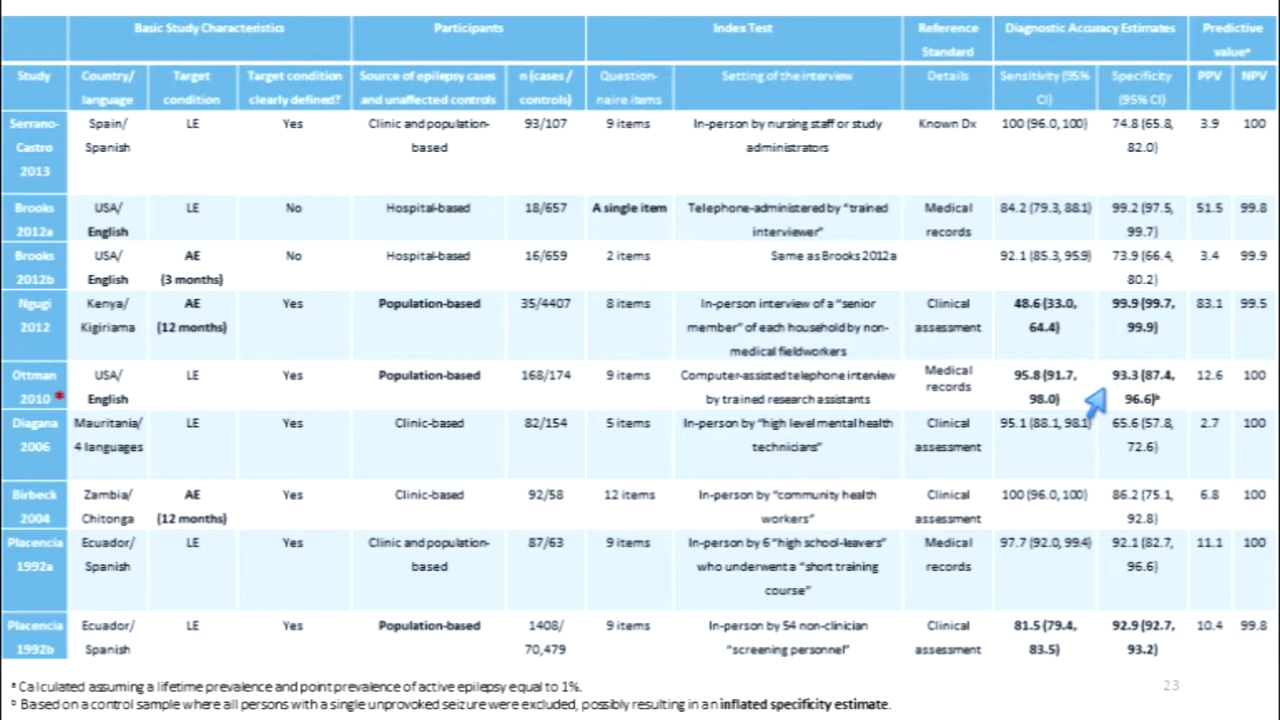 Basic Study Characteristics Participants Index Test Reference Standard Diagnostic Accuracy Estimates Predictive valueᵃ
Study Country/ language Target condition Target condition clearly defined? Source of epilepsy cases and unaffected controls n (cases / controls) Question-naire items Setting of the interview Details Sensitivity (95% CI) Specificity (95% CI) PPV NPV
Serrano-Castro 2013 Spain/ Spanish LE Yes Clinic and population-based 93/107 9 items In-person by nursing staff or study administrators Known Dx 100 (96.0, 100) 74.8 (65.8, 82.0) 3.9 100
Brooks 2012a USA/ English LE No Hospital-based 18/657 A single item Telephone-administered by "trained interviewer" Medical records 84.2 (79.3, 88.1) 99.2 (97.5, 99.7) 51.5 99.8
Brooks 2012b USA/ English AE (3 months) No Hospital-based 16/659 2 items Same as Brooks 2012a 92.1 (85.3, 95.9) 73.9 (66.4, 80.2) 3.4 99.9
Ngugi 2012 Kenya/ Kigiriama AE (12 months) Yes Population-based 35/4407 8 items In-person interview of a "senior member" of each household by non-medical fieldworkers Clinical assessment 48.6 (33.0, 64.4) 99.9 (99.7, 99.9) 83.1 99.5
Ottman 2010 * USA/ English LE Yes Population-based 168/174 9 items Computer-assisted telephone interview by trained research assistants Medical records 95.8 (91.7, 98.0) 93.3 (87.4, 96.6)ᵇ 12.6 100
Diagana 2006 Mauritania/ 4 languages LE Yes Clinic-based 82/154 5 items In-person by "high level mental health technicians" Clinical assessment 95.1 (88.1, 98.1) 65.6 (57.8, 72.6) 2.7 100
Birbeck 2004 Zambia/ Chitonga AE (12 months) Yes Clinic-based 92/58 12 items In-person by "community health workers" Clinical assessment 100 (96.0, 100) 86.2 (75.1, 92.8) 6.8 100
Placencia 1992a Ecuador/ Spanish LE Yes Clinic and population-based 87/63 9 items In-person by 6 "high school-leavers" who underwent a "short training course" Medical records 97.7 (92.0, 99.4) 92.1 (82.7, 96.6) 11.1 100
Placencia 1992b Ecuador/ Spanish LE Yes Population-based 1408/ 70,479 9 items In-person by 54 non-clinician "screening personnel" Clinical assessment 81.5 (79.4, 83.5) 92.9 (92.7, 93.2) 10.4 99.8
ᵃ Calculated assuming a lifetime prevalence and point prevalence of active epilepsy equal to 1%.
23
ᵇ Based on a control sample where all persons with a single unprovoked seizure were excluded, possibly resulting in an inflated specificity estimate.